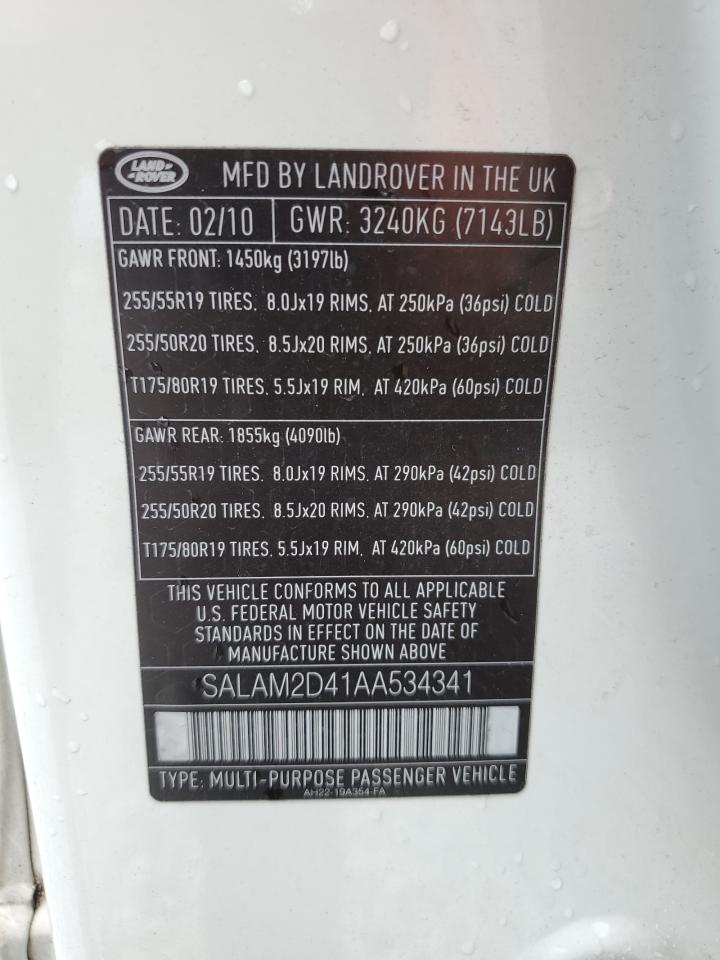 LAND ROVER
MFD BY LANDROVER IN THE UK
DATE: 02/10 GWR: 3240KG (7143LB)
GAWR FRONT: 1450kg (3197lb)
255/55R19 TIRES, 8.0Jx19 RIMS, AT 250kPa (36psi) COLD
255/50R20 TIRES, 8.5Jx20 RIMS, AT 250kPa (36psi) COLD
T175/80R19 TIRES, 5.5Jx19 RIM, AT 420kPa (60psi) COLD
GAWR REAR: 1855kg (4090lb)
255/55R19 TIRES, 8.0Jx19 RIMS, AT 290kPa (42psi) COLD
255/50R20 TIRES, 8.5Jx20 RIMS, AT 290kPa (42psi) COLD
T175/80R19 TIRES, 5.5Jx19 RIM, AT 420kPa (60psi) COLD
THIS VEHICLE CONFORMS TO ALL APPLICABLE
U.S. FEDERAL MOTOR VEHICLE SAFETY
STANDARDS IN EFFECT ON THE DATE OF
MANUFACTURE SHOWN ABOVE
SALAM2D41AA534341
TYPE: MULTI-PURPOSE PASSENGER VEHICLE
AH22-19A354-FA